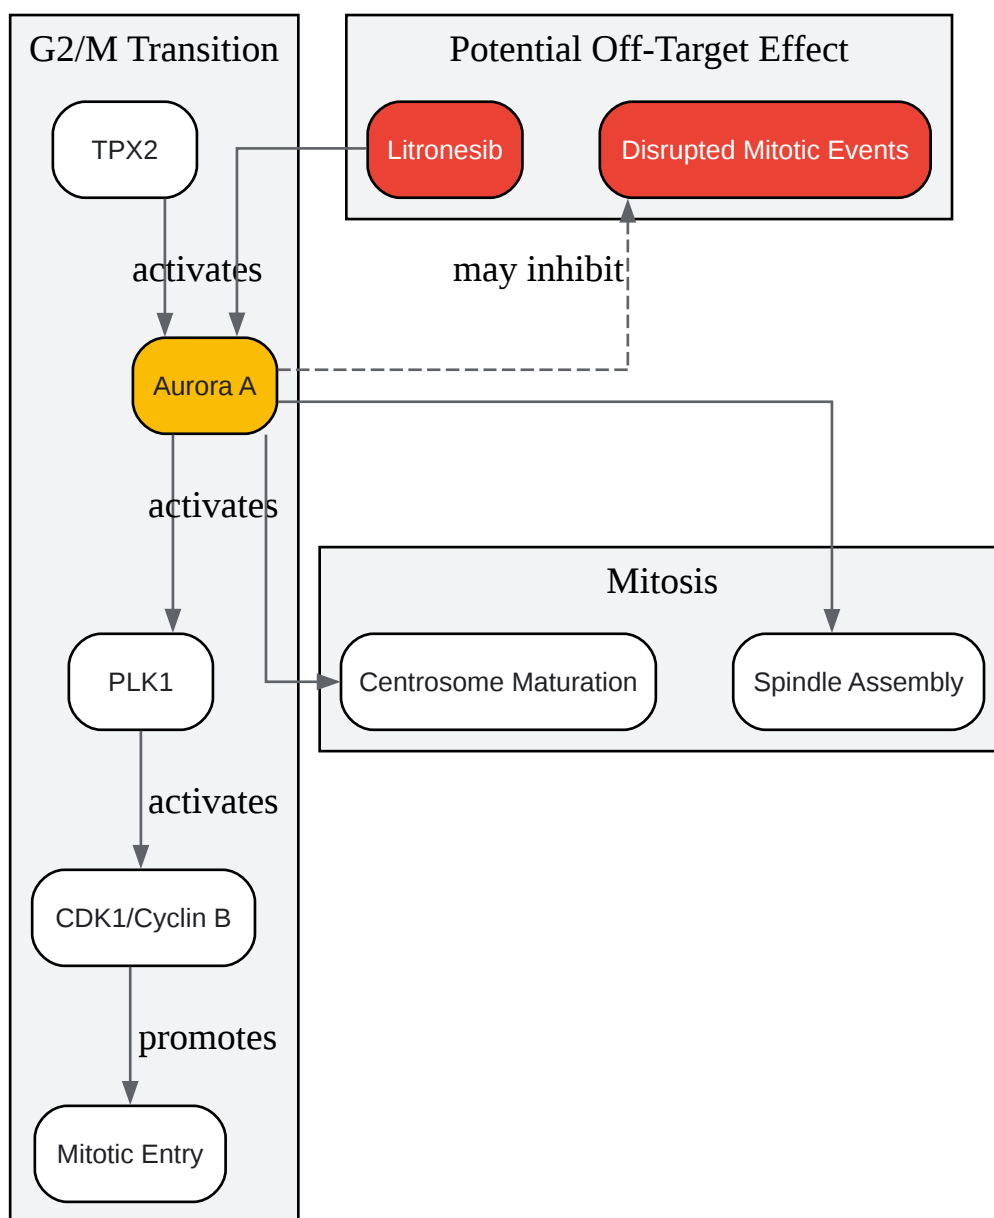 G2/M Transition
Potential Off-Target Effect
TPX2
Litronesib
Disrupted Mitotic Events
activates
may inhibit
Aurora A
activates
Mitosis
PLK1
Centrosome Maturation
Spindle Assembly
activates
CDK1/Cyclin B
promotes
Mitotic Entry